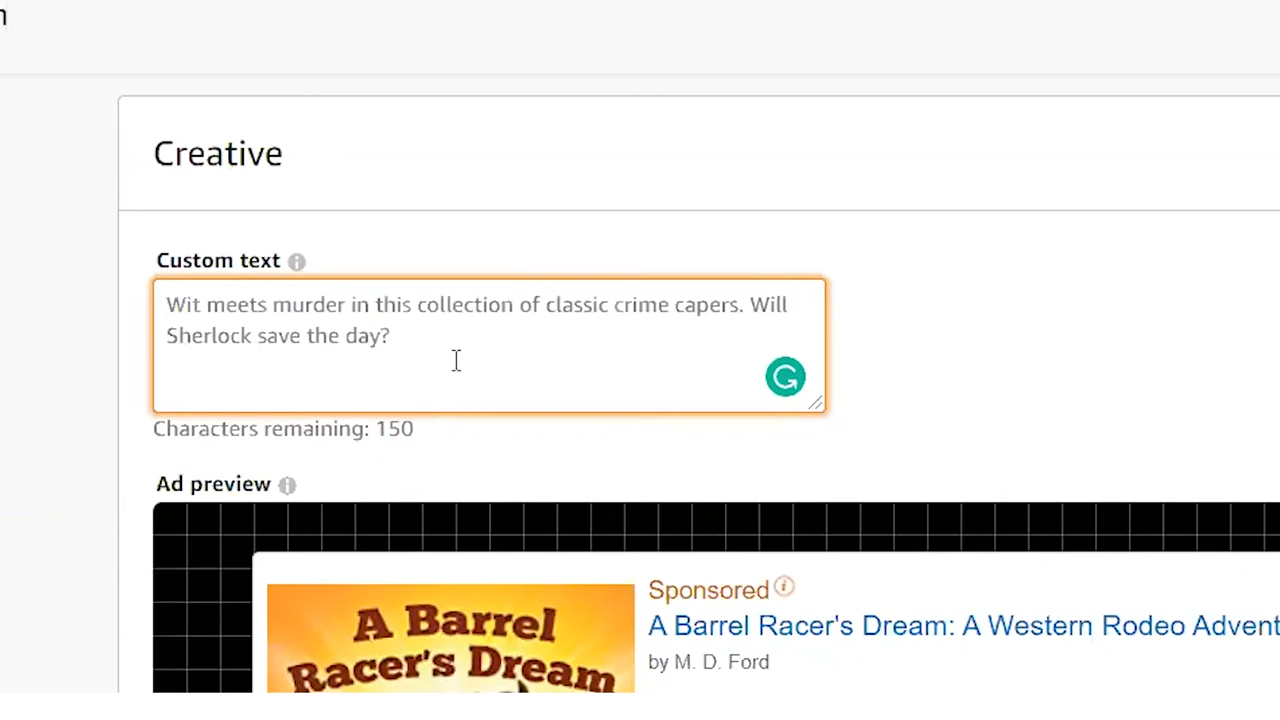 Creative
Custom text
Wit meets murder in this collection of classic crime capers. Will
Sherlock save the day?
Characters remaining: 150
Ad preview
Sponsored
A Barrel Racer's Dream: A Western Rodeo Advent
by M. D. Ford
A Barrel
Racer's Dream